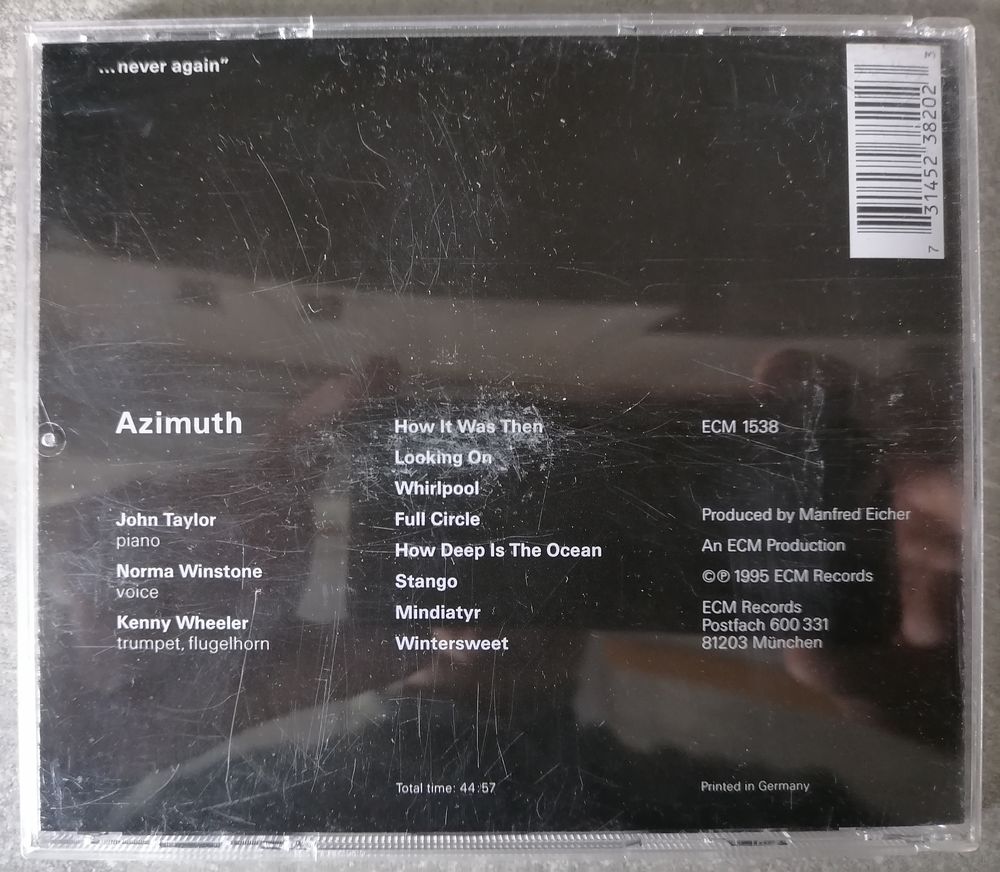 ...never again”
7 31452 38202 3
Azimuth
John Taylor
piano
Norma Winstone
voice
Kenny Wheeler
trumpet, flugelhorn
How It Was Then
Looking On
Whirlpool
Full Circle
How Deep Is The Ocean
Stango
Mindiatyr
Wintersweet
Total time: 44:57
ECM 1538
Produced by Manfred Eicher
An ECM Production
©℗ 1995 ECM Records
ECM Records
Postfach 600 331
81203 München
Printed in Germany